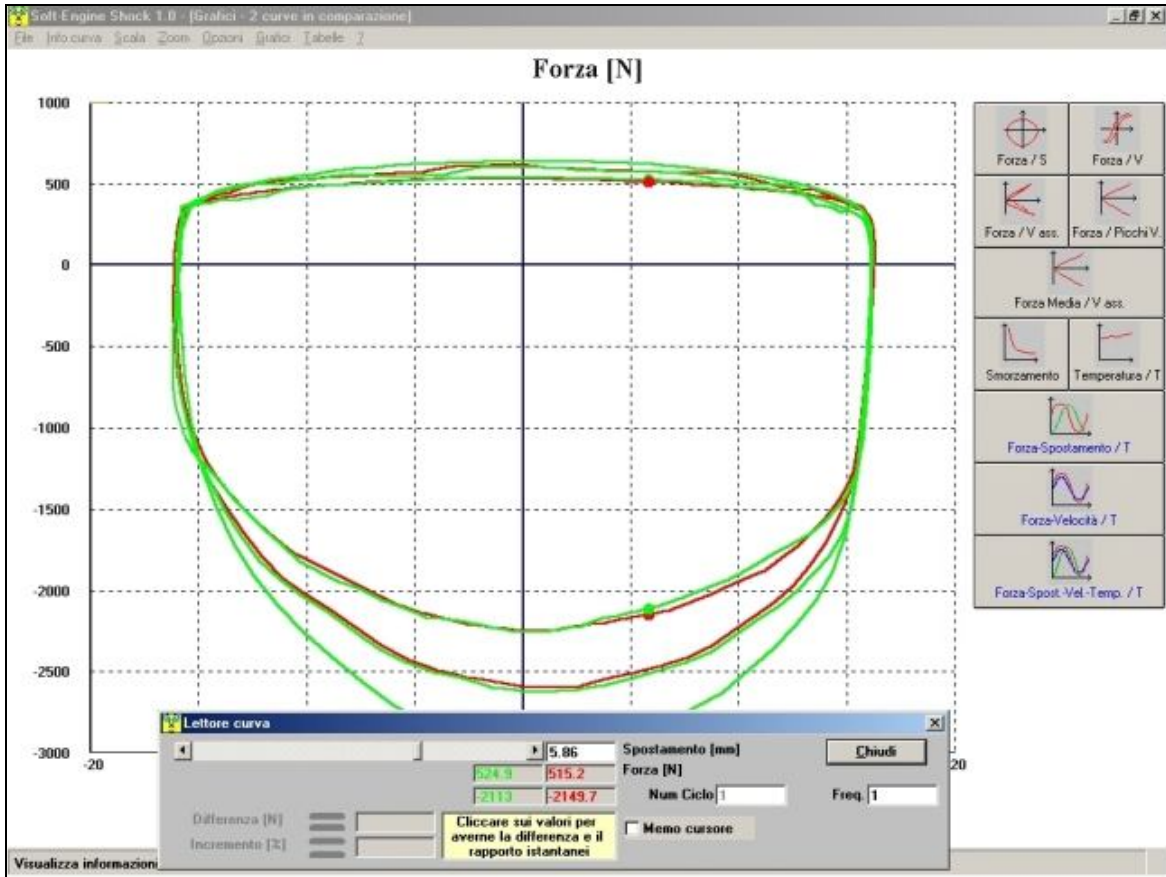 Soft-Engine Shock 1.0 - [Grafici - 2 curve in comparazione]
File Info curva Scala Zoom Opzioni Grafici Tabelle ?
Forza [N]
1000
500
0
-500
-1000
-1500
-2000
-2500
-3000
-20
20
Forza / S
Forza / V
Forza / V ass.
Forza / Picchi V.
Forza Media / V ass.
Smorzamento
Temperatura / T
Forza-Spostamento / T
Forza-Velocità / T
Forza-Spost.-Vel.-Temp. / T
Lettore curva
5.86 Spostamento [mm] Chiudi
524.9 515.2 Forza [N]
-2113 -2149.7 Num Ciclo 1 Freq. 1
Differenza [N]
Incremento [%]
Cliccare sui valori per
averne la differenza e il
rapporto istantanei
Memo cursore
Visualizza informazioni